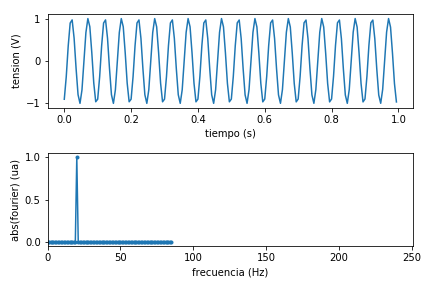 1
0
−1
tension (V)
0.0 0.2 0.4 0.6 0.8 1.0
tiempo (s)
1.0
0.5
0.0
abs(fourier) (ua)
0 50 100 150 200 250
frecuencia (Hz)